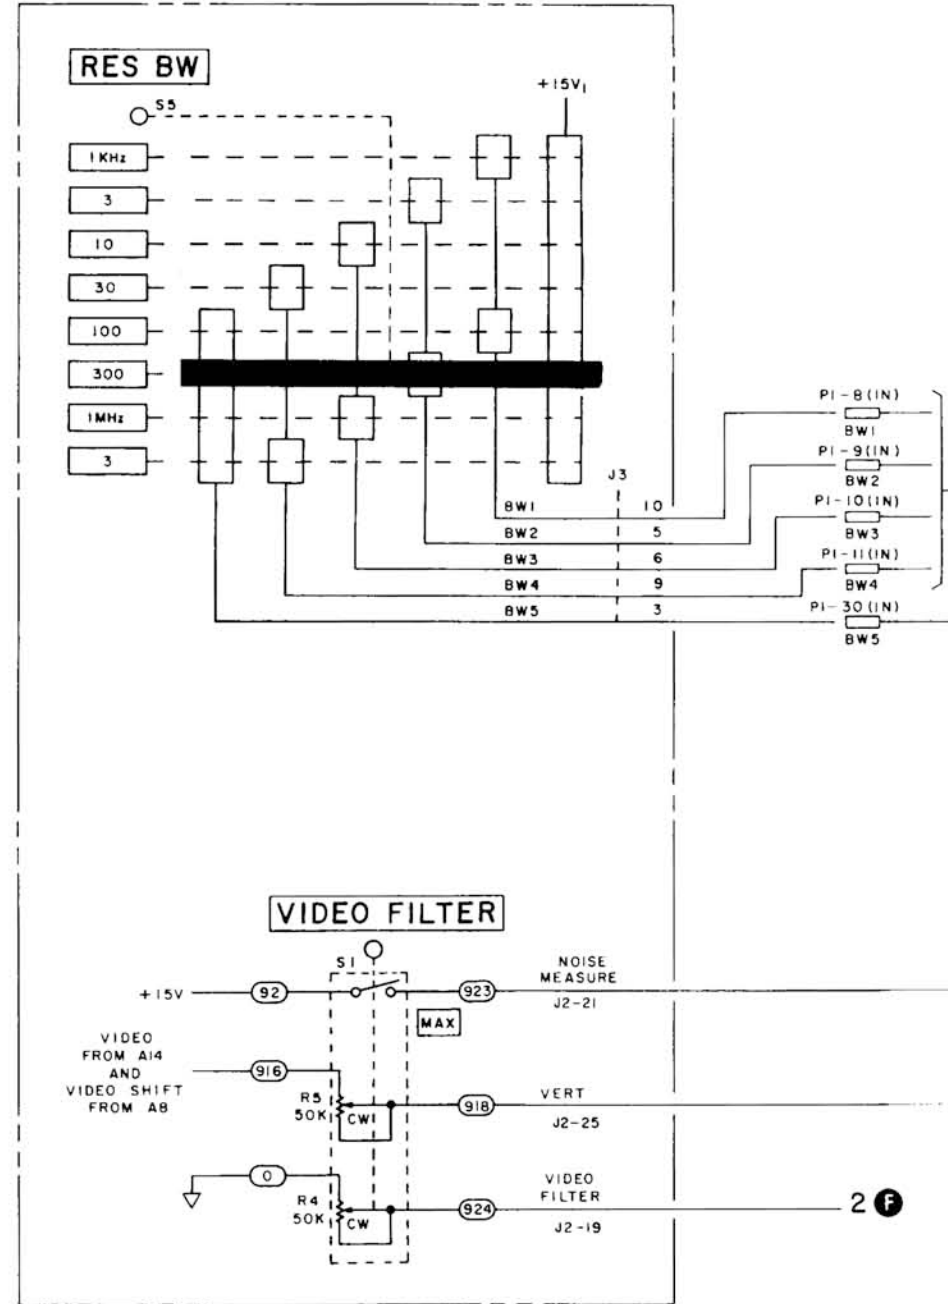 RES BW
S5
+15V1
1KHz
3
10
30
100
300
1MHz
3
J3
BW1 10
BW2 5
BW3 6
BW4 9
BW5 3
P1-8(IN)
BW1
P1-9(IN)
BW2
P1-10(IN)
BW3
P1-11(IN)
BW4
P1-30(IN)
BW5
VIDEO FILTER
S1
+15V
92
923
NOISE
MEASURE
J2-21
MAX
VIDEO
FROM A14
AND
VIDEO SHIFT
FROM A8
916
R5
50K
CW
918
VERT
J2-25
0
R4
50K
CW
924
VIDEO
FILTER
J2-19
2 F